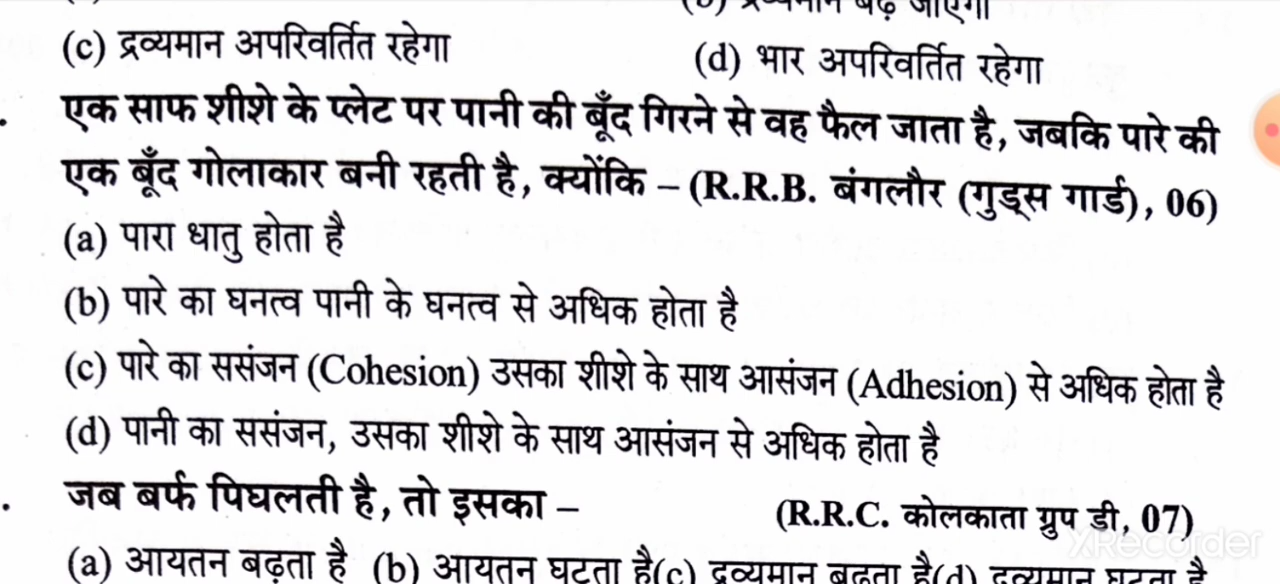 (c) द्रव्यमान अपरिवर्तित रहेगा (d) भार अपरिवर्तित रहेगा
एक साफ शीशे के प्लेट पर पानी की बूँद गिरने से वह फैल जाता है, जबकि पारे की
एक बूँद गोलाकार बनी रहती है, क्योंकि – (R.R.B. बंगलौर (गुड्स गार्ड), 06)
(a) पारा धातु होता है
(b) पारे का घनत्व पानी के घनत्व से अधिक होता है
(c) पारे का ससंजन (Cohesion) उसका शीशे के साथ आसंजन (Adhesion) से अधिक होता है
(d) पानी का ससंजन, उसका शीशे के साथ आसंजन से अधिक होता है
जब बर्फ पिघलती है, तो इसका – (R.R.C. कोलकाता ग्रुप डी, 07)
(a) आयतन बढ़ता है (b) आयतन घटता है(c) द्रव्यमान बढ़ता है(d) द्रव्यमान घटता है
XRecorder